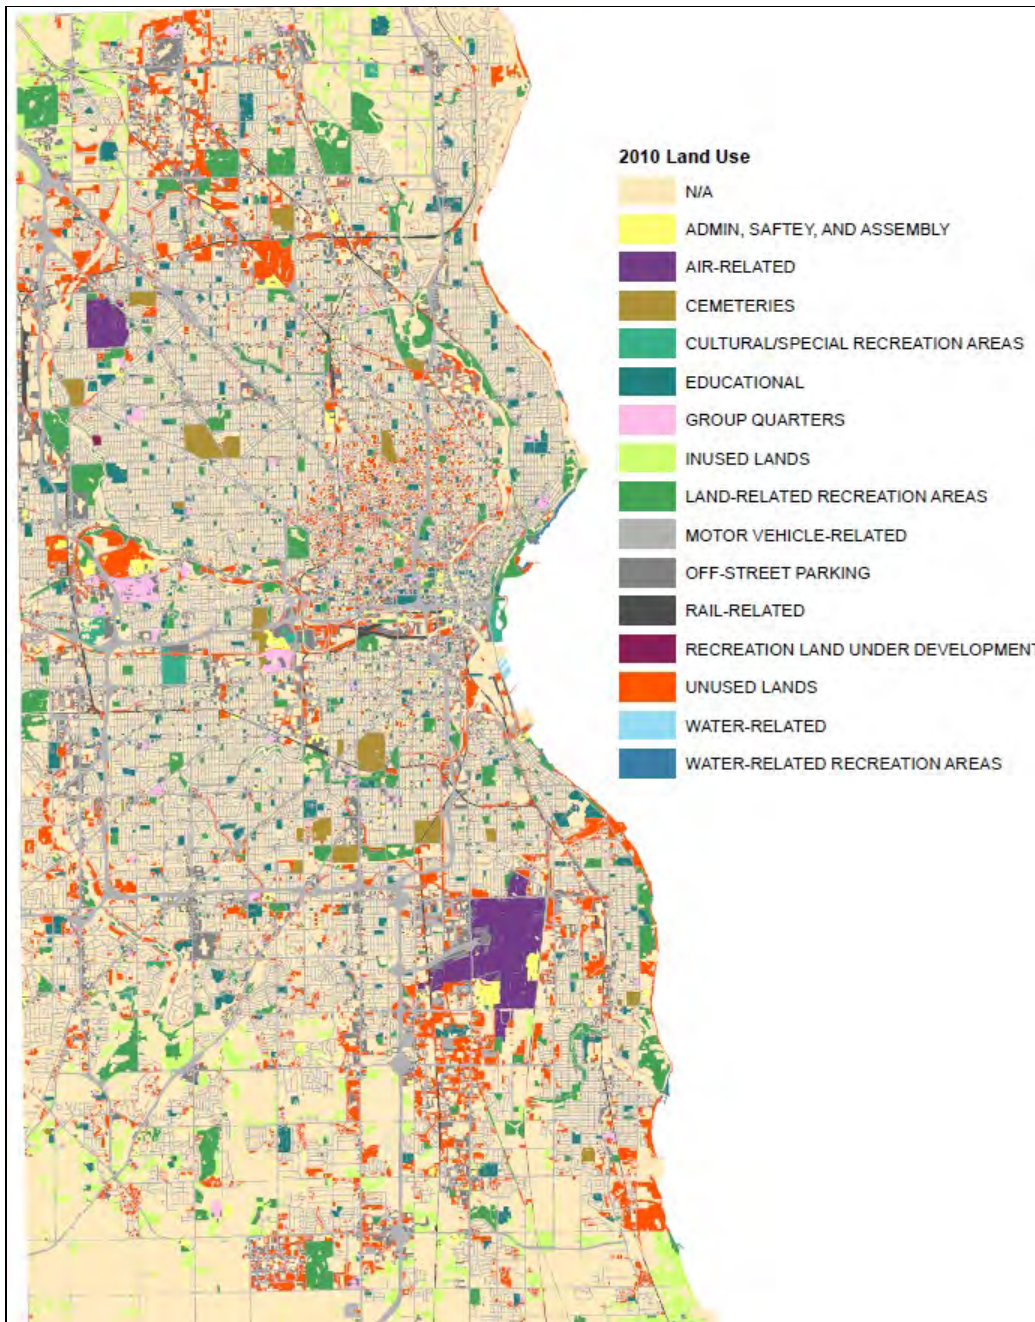 2010 Land Use
N/A
ADMIN, SAFTEY, AND ASSEMBLY
AIR-RELATED
CEMETERIES
CULTURAL/SPECIAL RECREATION AREAS
EDUCATIONAL
GROUP QUARTERS
INUSED LANDS
LAND-RELATED RECREATION AREAS
MOTOR VEHICLE-RELATED
OFF-STREET PARKING
RAIL-RELATED
RECREATION LAND UNDER DEVELOPMENT
UNUSED LANDS
WATER-RELATED
WATER-RELATED RECREATION AREAS